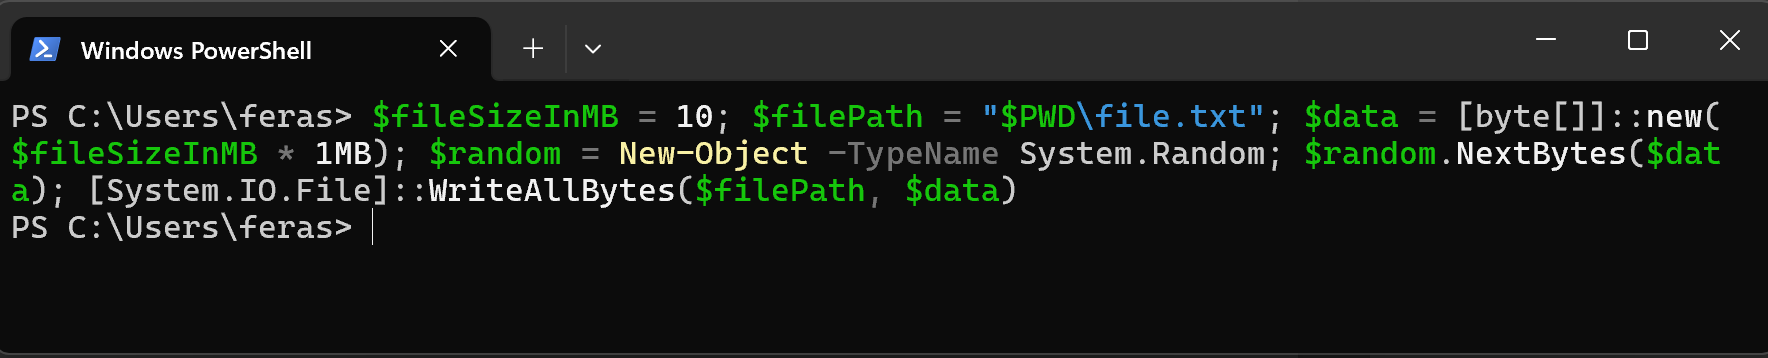 Windows PowerShell
PS C:\Users\feras> $fileSizeInMB = 10; $filePath = "$PWD\file.txt"; $data = [byte[]]::new(
$fileSizeInMB * 1MB); $random = New-Object -TypeName System.Random; $random.NextBytes($dat
a); [System.IO.File]::WriteAllBytes($filePath, $data)
PS C:\Users\feras>